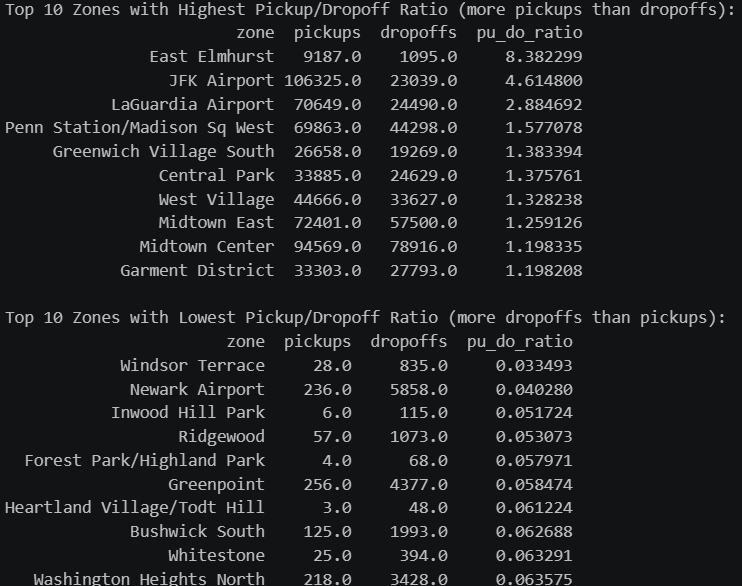 Top 10 Zones with Highest Pickup/Dropoff Ratio (more pickups than dropoffs):
zone pickups dropoffs pu_do_ratio
East Elmhurst 9187.0 1095.0 8.382299
JFK Airport 106325.0 23039.0 4.614800
LaGuardia Airport 70649.0 24490.0 2.884692
Penn Station/Madison Sq West 69863.0 44298.0 1.577078
Greenwich Village South 26658.0 19269.0 1.383394
Central Park 33885.0 24629.0 1.375761
West Village 44666.0 33627.0 1.328238
Midtown East 72401.0 57500.0 1.259126
Midtown Center 94569.0 78916.0 1.198335
Garment District 33303.0 27793.0 1.198208
Top 10 Zones with Lowest Pickup/Dropoff Ratio (more dropoffs than pickups):
zone pickups dropoffs pu_do_ratio
Windsor Terrace 28.0 835.0 0.033493
Newark Airport 236.0 5858.0 0.040280
Inwood Hill Park 6.0 115.0 0.051724
Ridgewood 57.0 1073.0 0.053073
Forest Park/Highland Park 4.0 68.0 0.057971
Greenpoint 256.0 4377.0 0.058474
Heartland Village/Todt Hill 3.0 48.0 0.061224
Bushwick South 125.0 1993.0 0.062688
Whitestone 25.0 394.0 0.063291
Washington Heights North 218.0 3428.0 0.063575